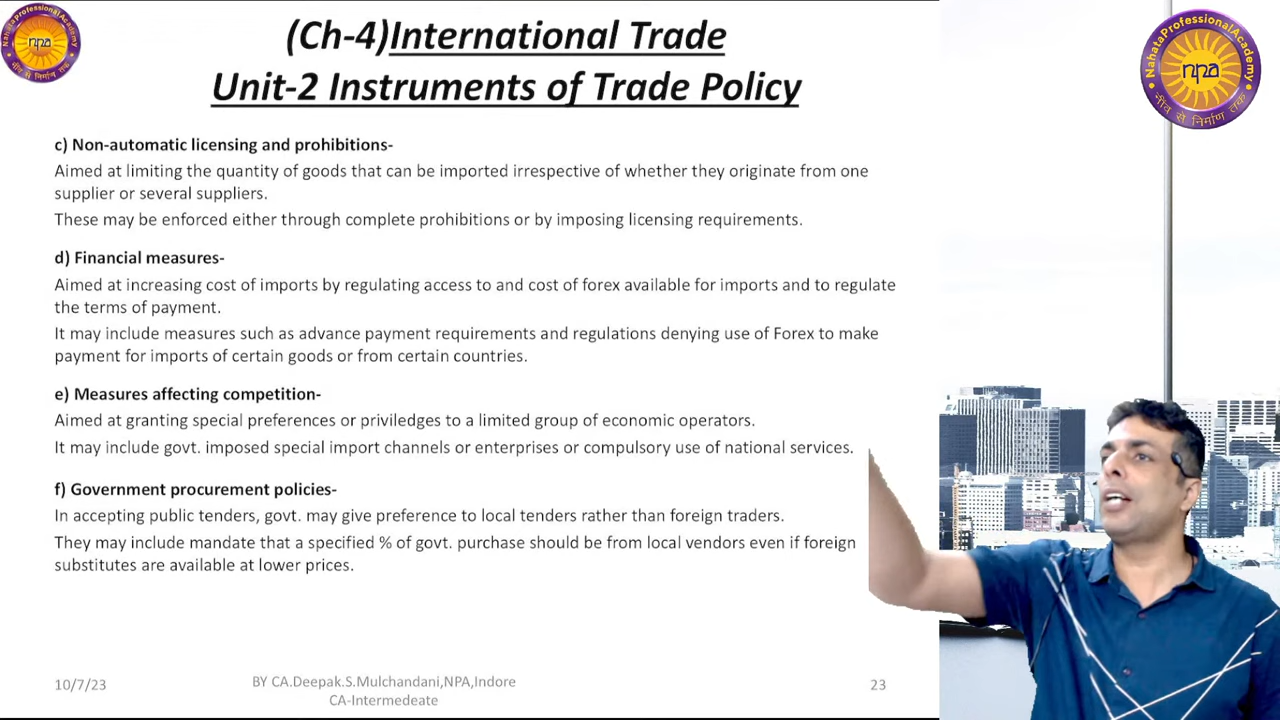 (Ch-4)International Trade
Unit-2 Instruments of Trade Policy
c) Non-automatic licensing and prohibitions-
Aimed at limiting the quantity of goods that can be imported irrespective of whether they originate from one
supplier or several suppliers.
These may be enforced either through complete prohibitions or by imposing licensing requirements.
d) Financial measures-
Aimed at increasing cost of imports by regulating access to and cost of forex available for imports and to regulate
the terms of payment.
It may include measures such as advance payment requirements and regulations denying use of Forex to make
payment for imports of certain goods or from certain countries.
e) Measures affecting competition-
Aimed at granting special preferences or priviledges to a limited group of economic operators.
It may include govt. imposed special import channels or enterprises or compulsory use of national services.
f) Government procurement policies-
In accepting public tenders, govt. may give preference to local tenders rather than foreign traders.
They may include mandate that a specified % of govt. purchase should be from local vendors even if foreign
substitutes are available at lower prices.
10/7/23
BY CA.Deepak.S.Mulchandani,NPA,Indore
CA-Intermedeate
23
NahataProfessionalAcademy
npa
नींव से निर्माण तक
NahataProfessionalAcademy
npa
नींव से निर्माण तक